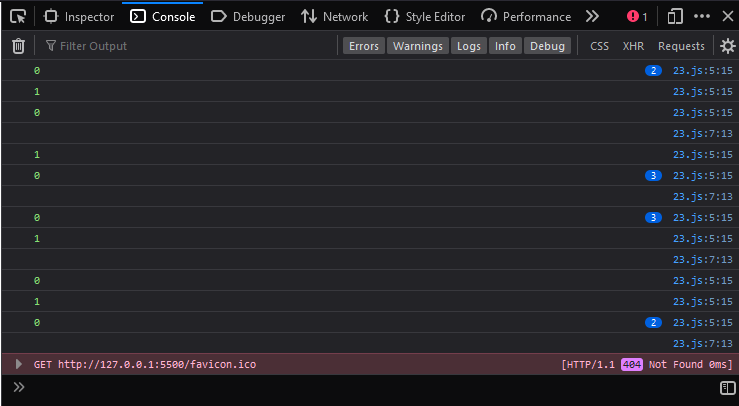 Inspector Console Debugger Network Style Editor Performance 1
Filter Output Errors Warnings Logs Info Debug CSS XHR Requests
0 2 23.js:5:15
1 23.js:5:15
0 23.js:5:15
23.js:7:13
1 23.js:5:15
0 3 23.js:5:15
23.js:7:13
0 3 23.js:5:15
1 23.js:5:15
23.js:7:13
0 23.js:5:15
1 23.js:5:15
0 2 23.js:5:15
23.js:7:13
GET http://127.0.0.1:5500/favicon.ico [HTTP/1.1 404 Not Found 0ms]